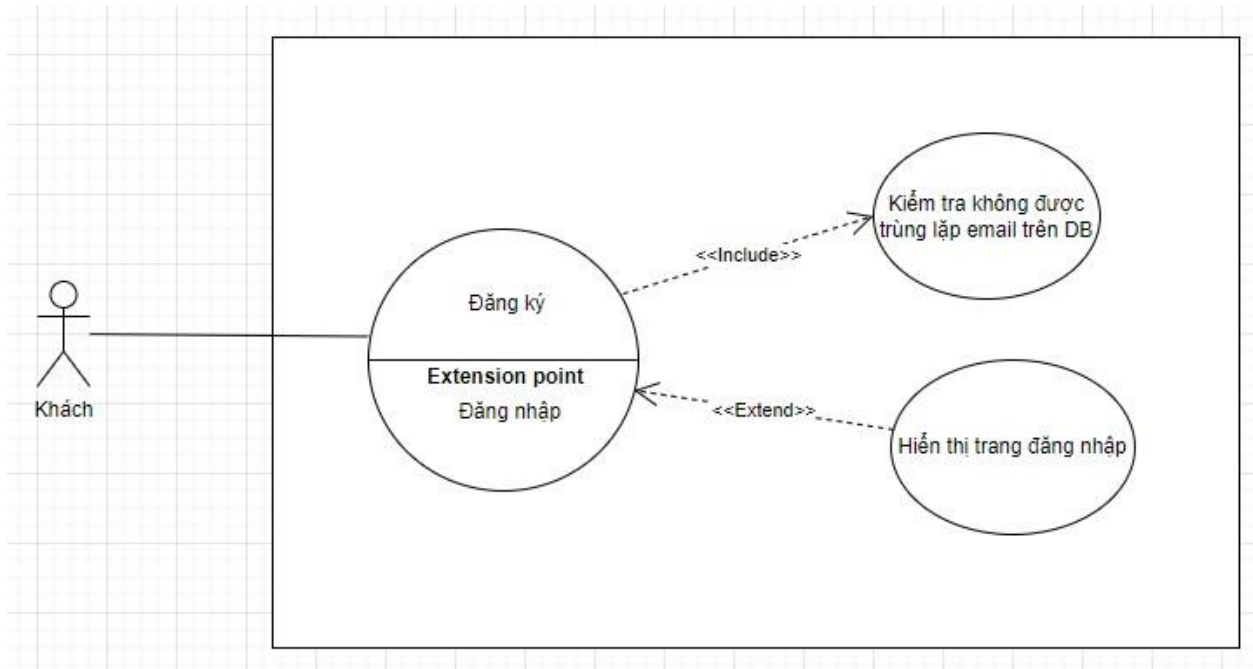 Kiểm tra không được
trùng lặp email trên DB
<<Include>>
Đăng ký
Extension point
Đăng nhập
<<Extend>>
Hiển thị trang đăng nhập
Khách